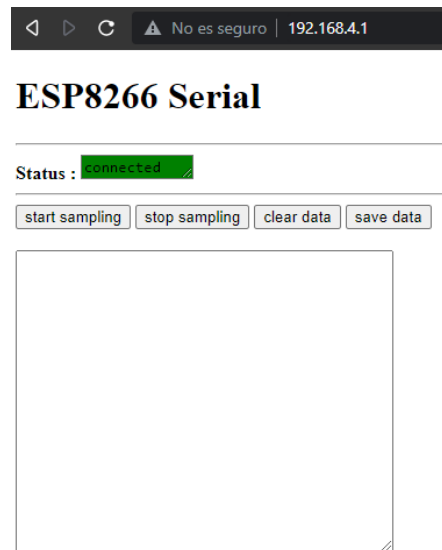 No es seguro | 192.168.4.1
ESP8266 Serial
Status : connected
start sampling stop sampling clear data save data